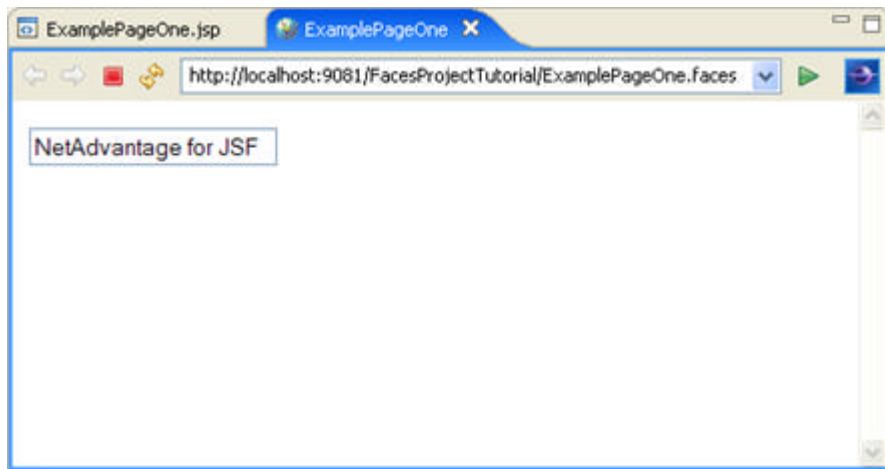 ExamplePageOne.jsp
ExamplePageOne
http://localhost:9081/FacesProjectTutorial/ExamplePageOne.faces
NetAdvantage for JSF